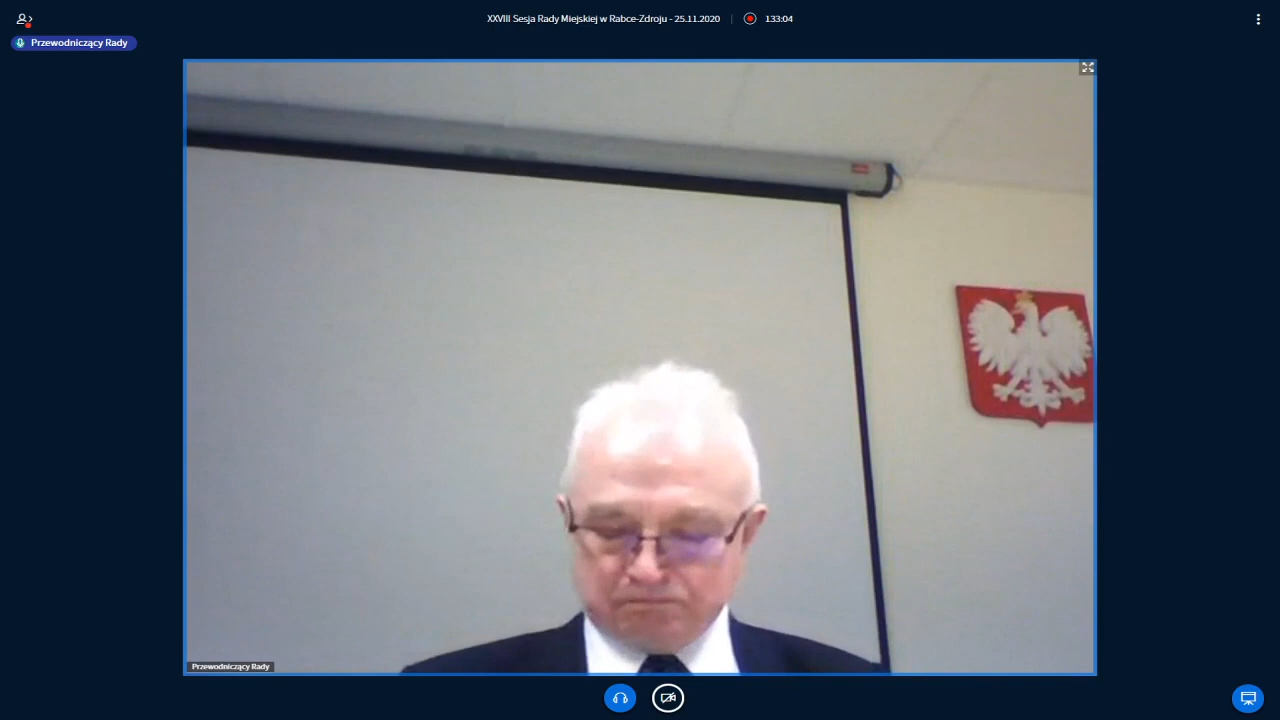 XXVIII Sesja Rady Miejskiej w Rabce-Zdroju - 25.11.2020
133:04
Przewodniczący Rady
Przewodniczący Rady